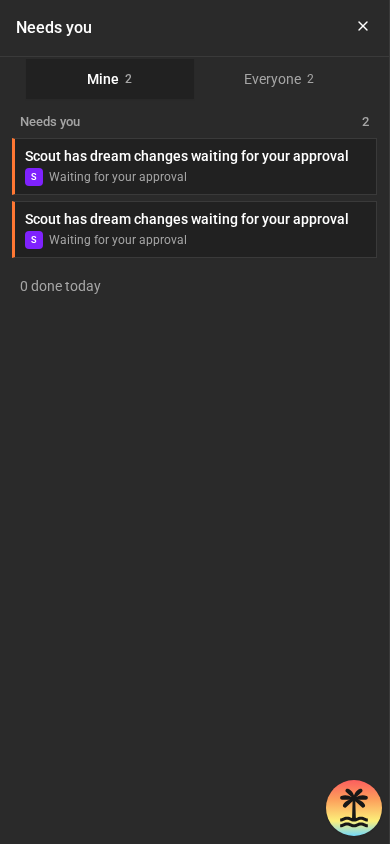 Needs you
Mine 2
Everyone 2
Needs you 2
Scout has dream changes waiting for your approval
S Waiting for your approval
Scout has dream changes waiting for your approval
S Waiting for your approval
0 done today